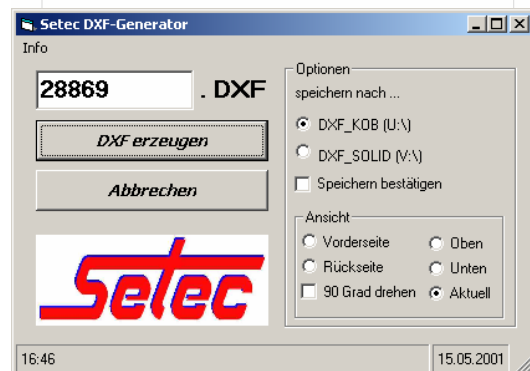 Setec DXF-Generator
Info
28869 . DXF
DXF erzeugen
Abbrechen
Setec
Optionen
speichern nach ...
DXF_KOB (U:\)
DXF_SOLID (V:\)
Speichern bestätigen
Ansicht
Vorderseite Oben
Rückseite Unten
90 Grad drehen Aktuell
16:46 15.05.2001